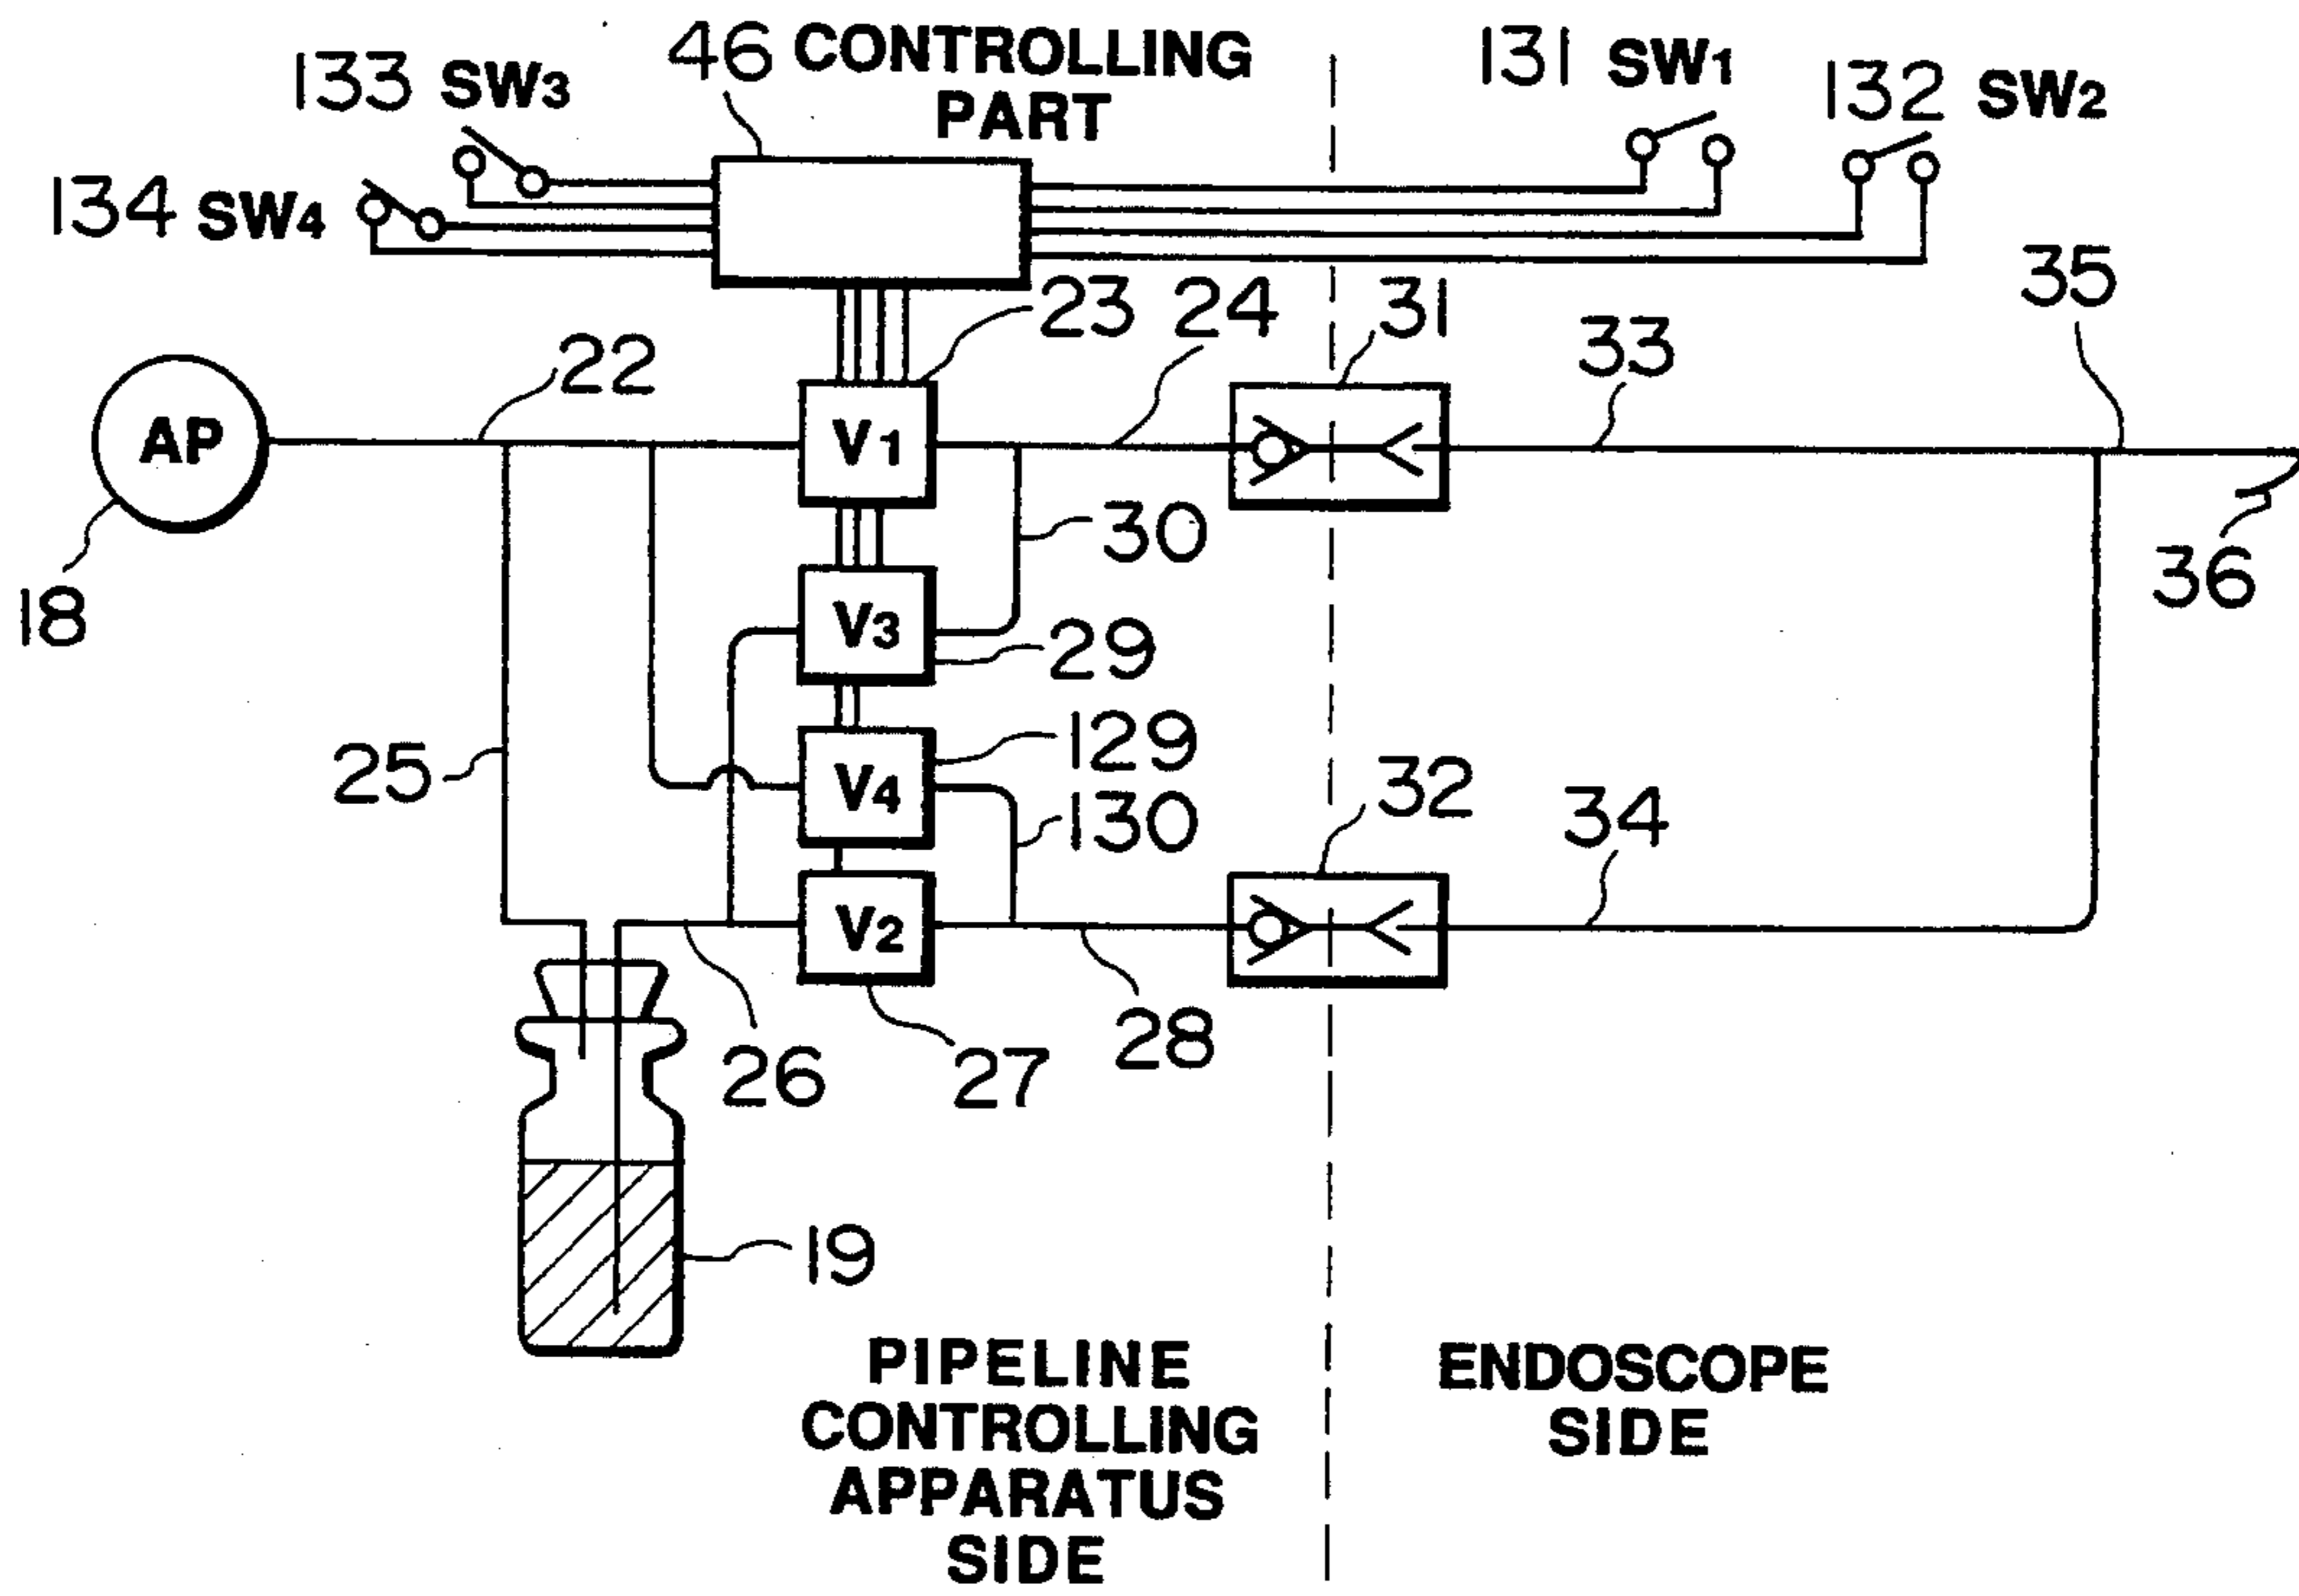 46 CONTROLLING
PART
133 SW3
131 SW1
132 SW2
134 SW4
23
24
31
35
22
33
AP
V1
30
36
18
V3
29
25
129
V4
130
32
34
V2
26
27
28
19
PIPELINE
CONTROLLING
APPARATUS
SIDE
ENDOSCOPE
SIDE